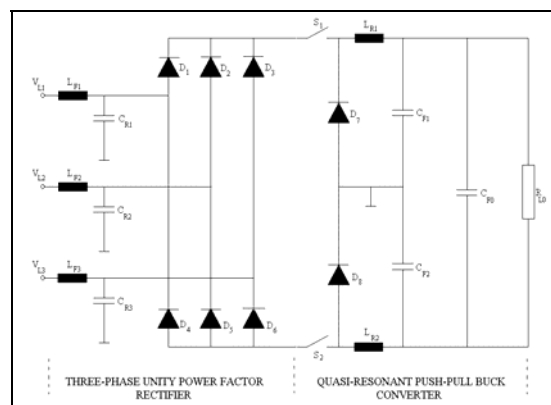 S1
LR1
D1
D2
D3
VL1
LF1
CR1
D7
CF1
VL2
LF2
CR2
CF0
RLD
VL3
LF3
CR3
D8
CF2
D4
D5
D6
S2
LR2
THREE-PHASE UNITY POWER FACTOR
RECTIFIER
QUASI-RESONANT PUSH-PULL BUCK
CONVERTER